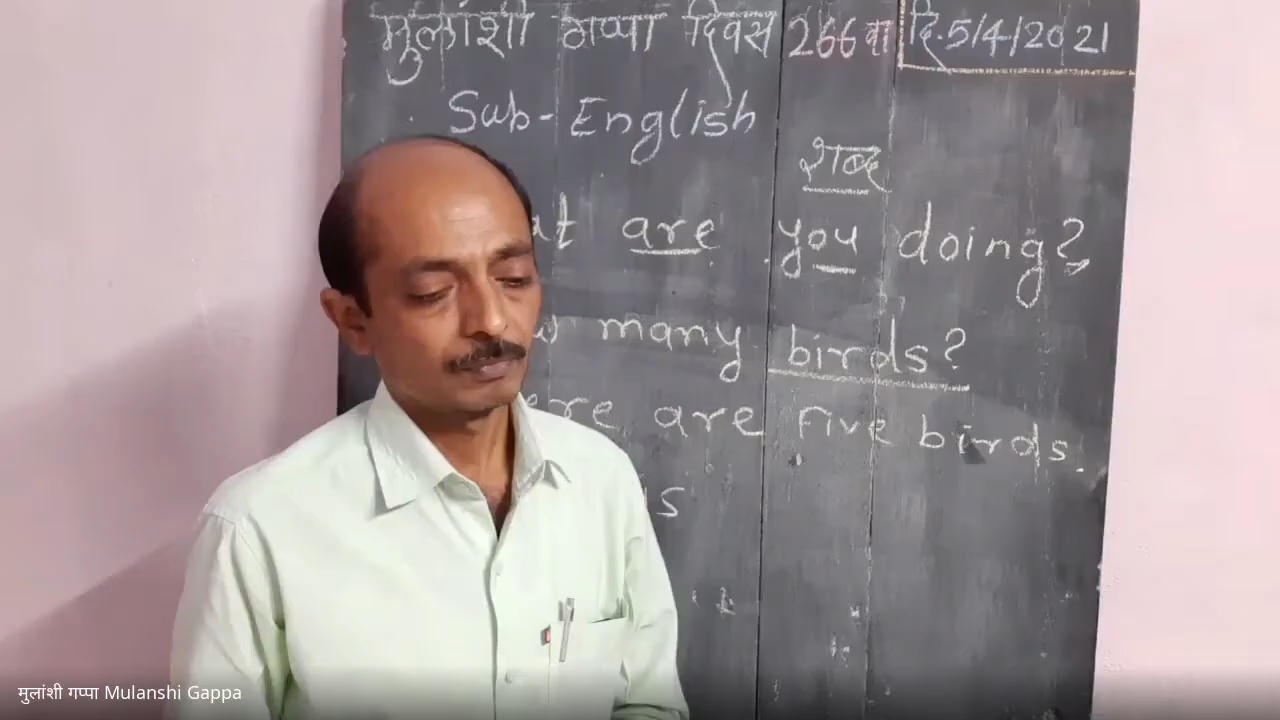 मुलांशी गप्पा दिवस 266 वा दि.5/4/2021
Sub-English
शब्द
at are you doing?
w many birds?
ere are Five birds.
s
मुलांशी गप्पा Mulanshi Gappa